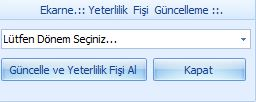 Ekarne.:: Yeterlilik Fişi Güncelleme ::.
Lütfen Dönem Seçiniz...
Güncelle ve Yeterlilik Fişi Al
Kapat